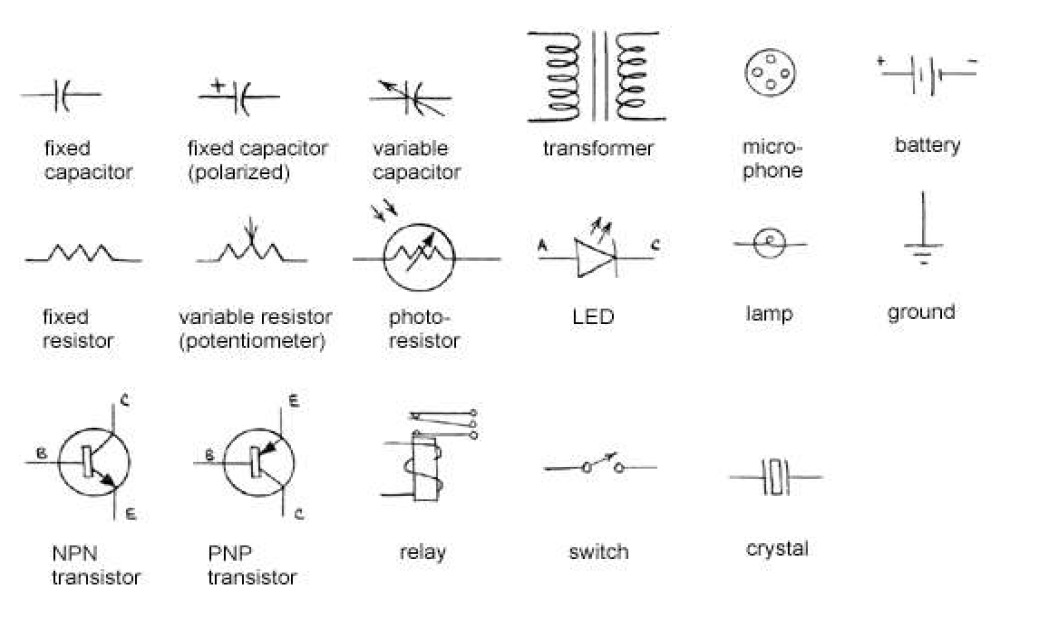 +
+ -
fixed
capacitor
fixed capacitor
(polarized)
variable
capacitor
transformer
micro-
phone
battery
A C
fixed
resistor
variable resistor
(potentiometer)
photo-
resistor
LED
lamp
ground
C
B
E
E
B
C
NPN
transistor
PNP
transistor
relay
switch
crystal